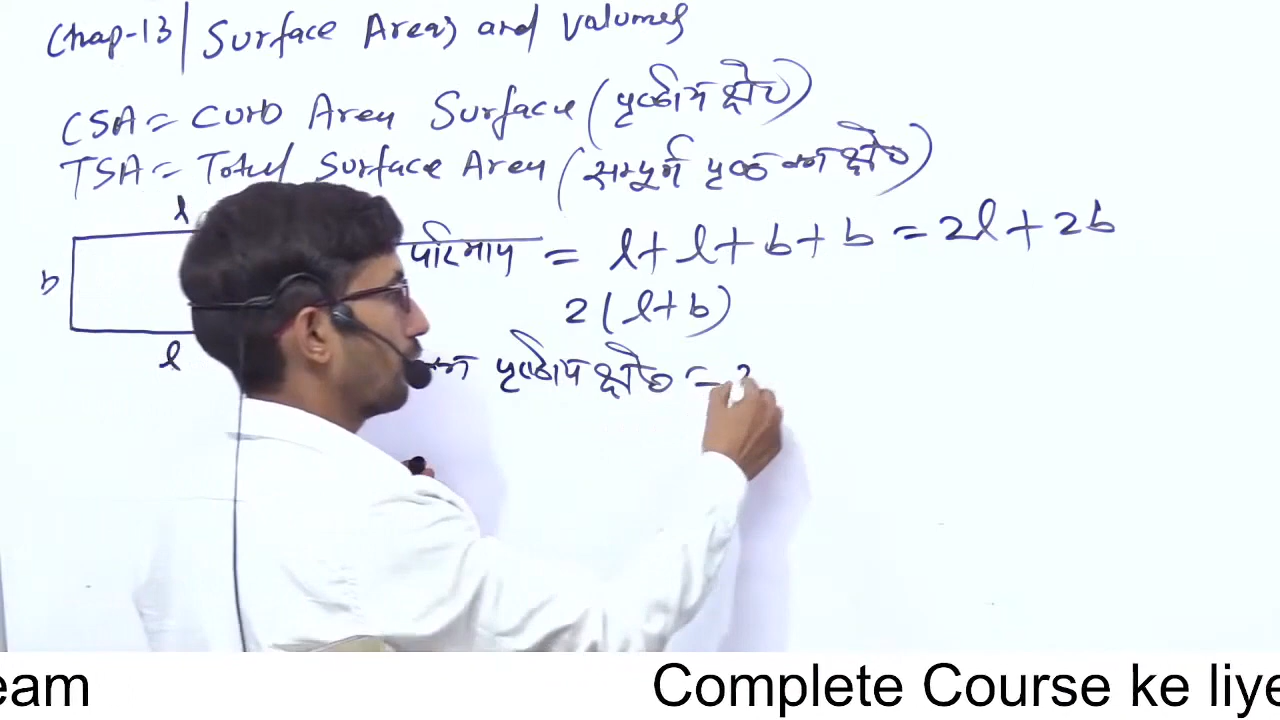 Chap-13 | Surface Areas and volumes
CSA = Curb Area Surface (पृष्ठीय क्षेत्र)
TSA = Total Surface Area (सम्पूर्ण पृष्ठ का क्षेत्र)
l
b
परिमाप = l + l + b + b = 2l + 2b
2(l+b)
l
पृष्ठीय क्षेत्र =
eam Complete Course ke liye